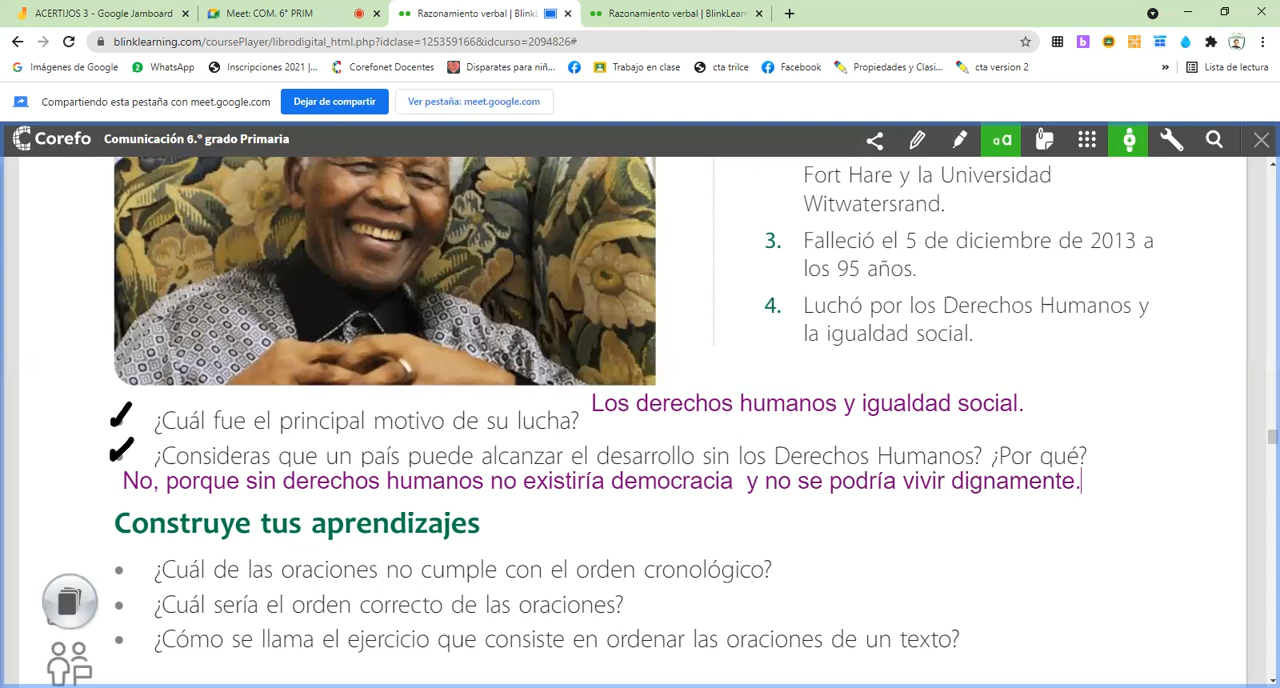 ACERTIJOS 3 - Google Jamboard
Meet: COM. 6° PRIM
Razonamiento verbal | BlinkL
Razonamiento verbal | BlinkLearn
blinklearning.com/coursePlayer/librodigital_html.php?idclase=125359166&idcurso=2094826#
Imágenes de Google
WhatsApp
Inscripciones 2021 |...
Corefonet Docentes
Disparates para niñ...
Trabajo en clase
cta trilce
Facebook
Propiedades y Clasi...
cta version 2
»
Lista de lectura
Compartiendo esta pestaña con meet.google.com
Dejar de compartir
Ver pestaña: meet.google.com
Corefo
Comunicación 6.º grado Primaria
aA
Fort Hare y la Universidad
Witwatersrand.
3. Falleció el 5 de diciembre de 2013 a
los 95 años.
4. Luchó por los Derechos Humanos y
la igualdad social.
¿Cuál fue el principal motivo de su lucha? Los derechos humanos y igualdad social.
¿Consideras que un país puede alcanzar el desarrollo sin los Derechos Humanos? ¿Por qué?
No, porque sin derechos humanos no existiría democracia y no se podría vivir dignamente.
Construye tus aprendizajes
• ¿Cuál de las oraciones no cumple con el orden cronológico?
• ¿Cuál sería el orden correcto de las oraciones?
• ¿Cómo se llama el ejercicio que consiste en ordenar las oraciones de un texto?